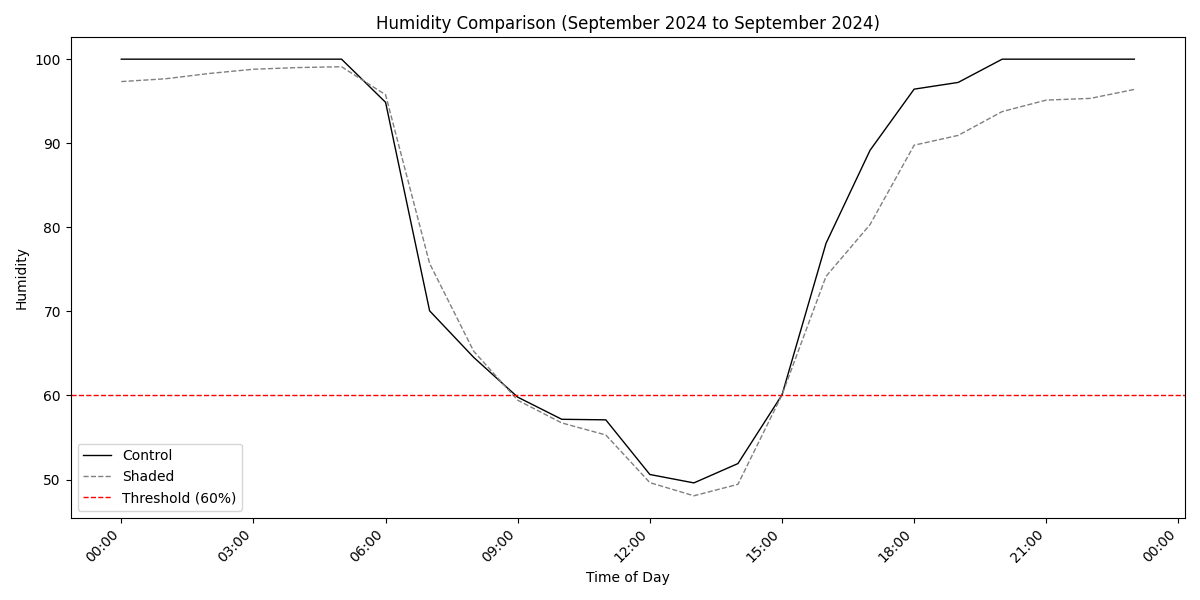 Humidity Comparison (September 2024 to September 2024)
100
90
80
70
60
50
Humidity
Control
Shaded
Threshold (60%)
00:00
03:00
06:00
09:00
12:00
15:00
18:00
21:00
00:00
Time of Day